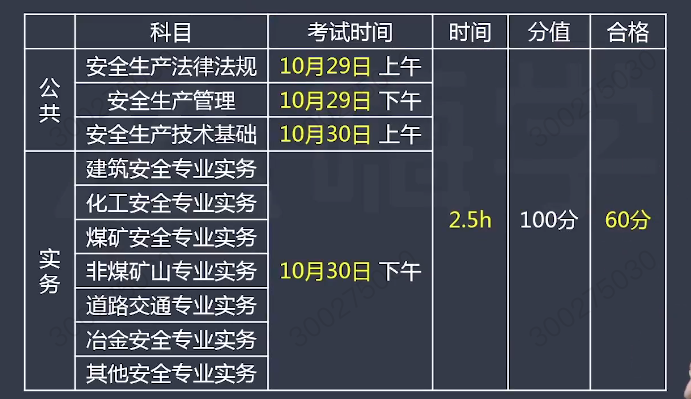 科目 考试时间 时间 分值 合格
公共
安全生产法律法规 10月29日 上午
安全生产管理 10月29日 下午
安全生产技术基础 10月30日 上午
实务
建筑安全专业实务
化工安全专业实务
煤矿安全专业实务
非煤矿山专业实务
道路交通专业实务
冶金安全专业实务
其他安全专业实务
10月30日 下午
2.5h 100分 60分
300275030
300275030
300275030
300275030